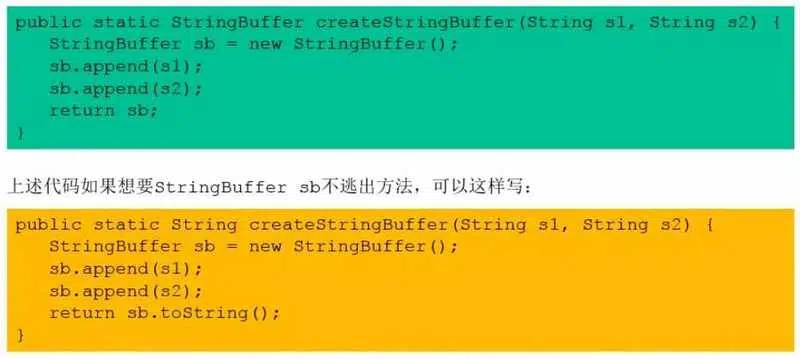 public static StringBuffer createStringBuffer(String s1, String s2) {
   StringBuffer sb = new StringBuffer();
   sb.append(s1);
   sb.append(s2);
   return sb;
}
上述代码如果想要StringBuffer sb不逃出方法，可以这样写：
public static String createStringBuffer(String s1, String s2) {
   StringBuffer sb = new StringBuffer();
   sb.append(s1);
   sb.append(s2);
   return sb.toString();
}